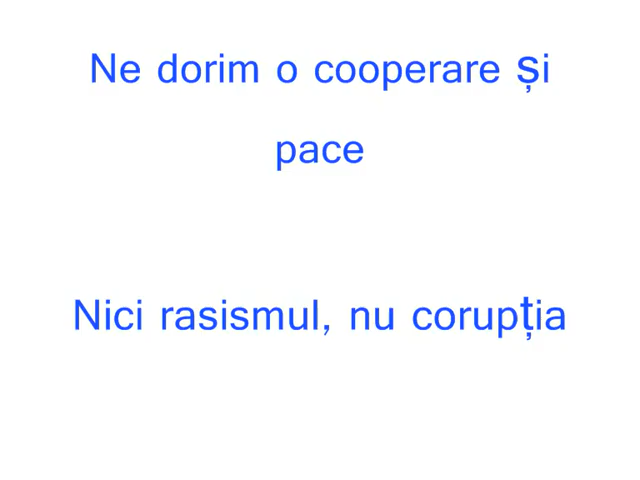 Ne dorim o cooperare și
pace
Nici rasismul, nu corupția